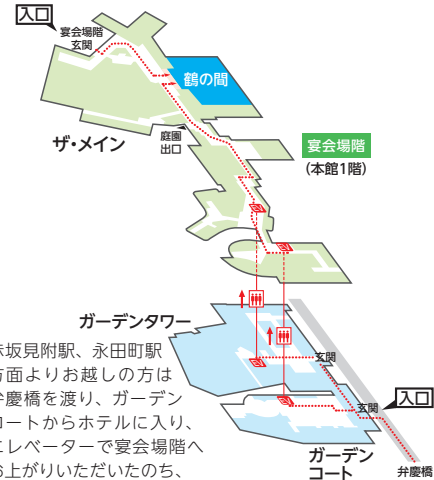 入口
宴会場階
玄関
鶴の間
ザ・メイン
庭園
出口
宴会場階
(本館1階)
ガーデンタワー
赤坂見附駅、永田町駅
方面よりお越しの方は
弁慶橋を渡り、ガーデン
コートからホテルに入り、
エレベーターで宴会場階へ
お上がりいただいたのち、
玄関
玄関
入口
ガーデン
コート
弁慶橋